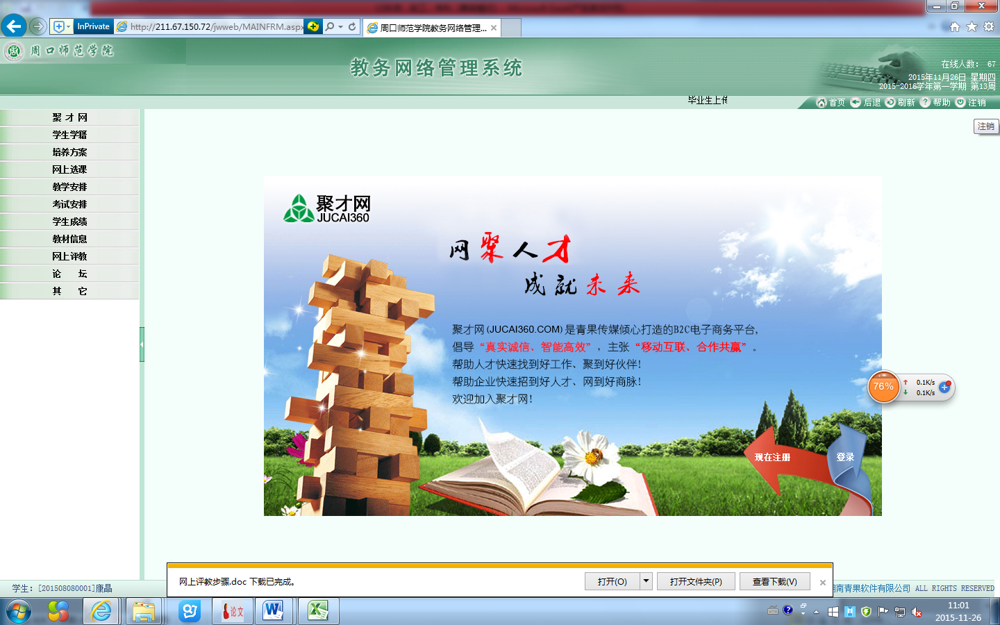 InPrivate
http://211.67.150.72/jwweb/MAINFRM.aspx
周口师范学院教务网络管理...
周口师范学院
教务网络管理系统
在线人数： 67
2015年11月26日 星期四
2015-2016学年第一学期 第13周
毕业生上传
首页 后退 刷新 帮助 注销
注销
聚 才 网
学生学籍
培养方案
网上选课
教学安排
考试安排
学生成绩
教材信息
网上评教
论 坛
其 它
聚才网
JUCAI360
网聚人才
成就未来
聚才网(JUCAI360.COM)是青果传媒倾心打造的B2C电子商务平台,
倡导“真实诚信、智能高效”，主张“移动互联、合作共赢”。
帮助人才快速找到好工作、聚到好伙伴!
帮助企业快速招到好人才、网到好商脉!
欢迎加入聚才网!
76%
0.1K/s
0.1K/s
现在注册
登录
网上评教步骤.doc 下载已完成。
打开(O)
打开文件夹(P)
查看下载(V)
学生：[201508080001]康晶
南青果软件有限公司 ALL RIGHTS RESERVED
论文
11:01
2015-11-26